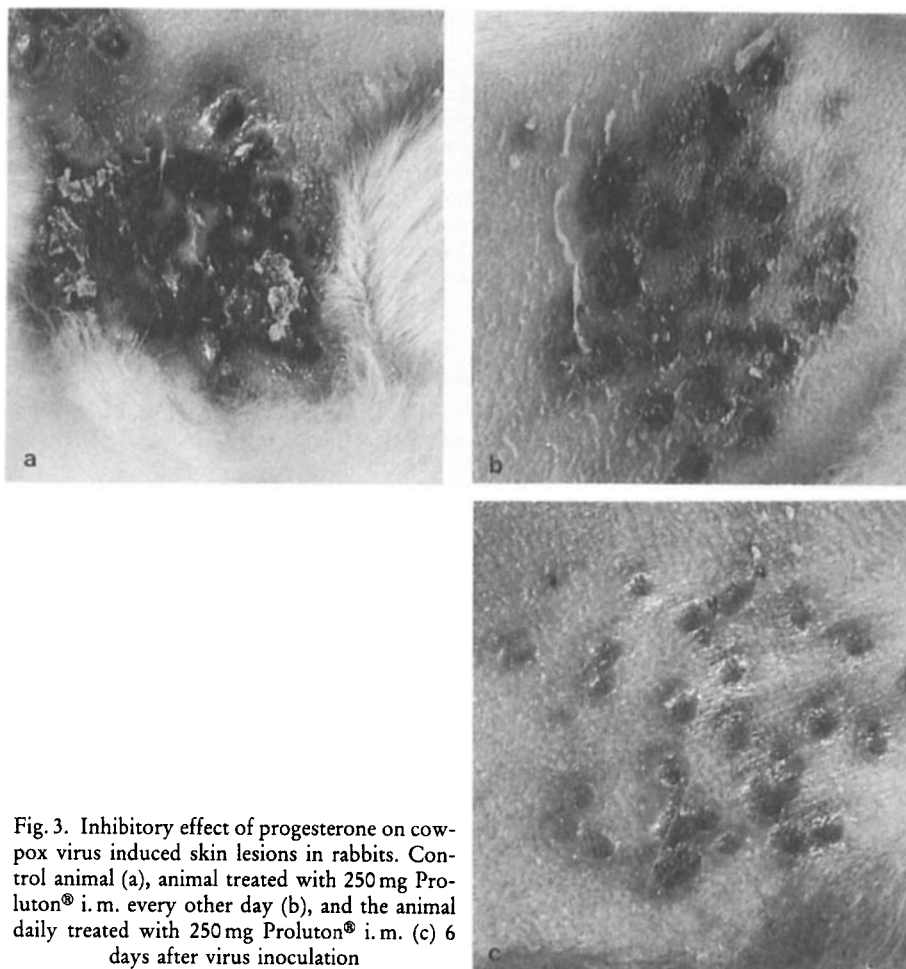 a
b
c
Fig. 3. Inhibitory effect of progesterone on cow-
pox virus induced skin lesions in rabbits. Con-
trol animal (a), animal treated with 250 mg Pro-
luton® i. m. every other day (b), and the animal
daily treated with 250 mg Proluton® i. m. (c) 6
days after virus inoculation